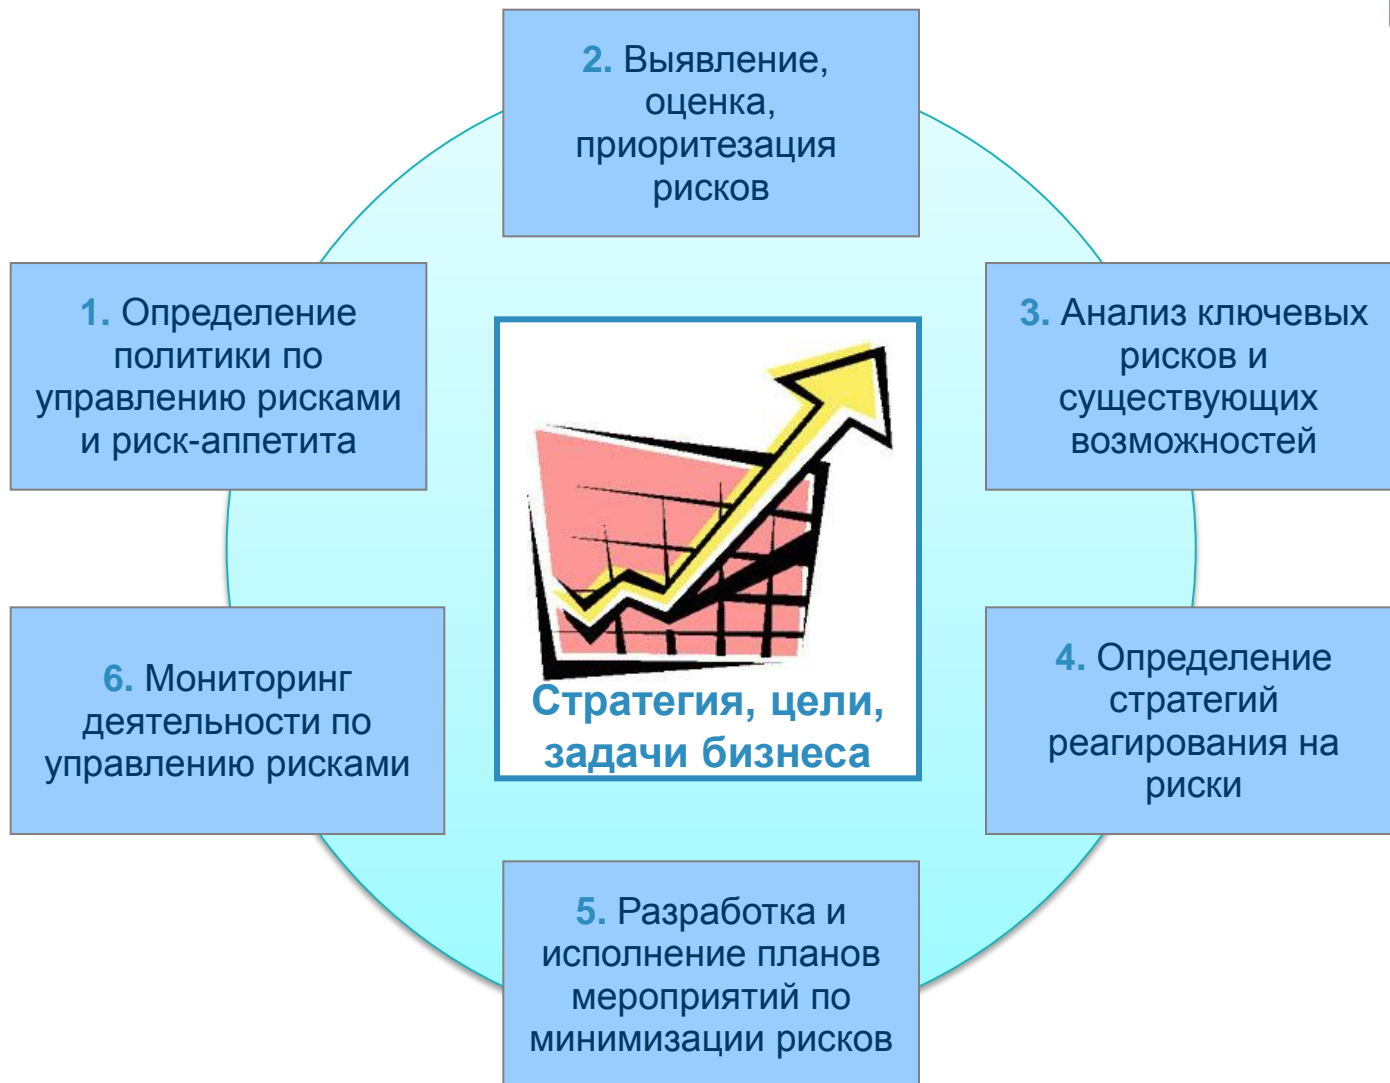 1. Определение
политики по
управлению рисками
и риск-аппетита
2. Выявление,
оценка,
приоритезация
рисков
3. Анализ ключевых
рисков и
существующих
возможностей
4. Определение
стратегий
реагирования на
риски
5. Разработка и
исполнение планов
мероприятий по
минимизации рисков
6. Мониторинг
деятельности по
управлению рисками
Стратегия, цели,
задачи бизнеса